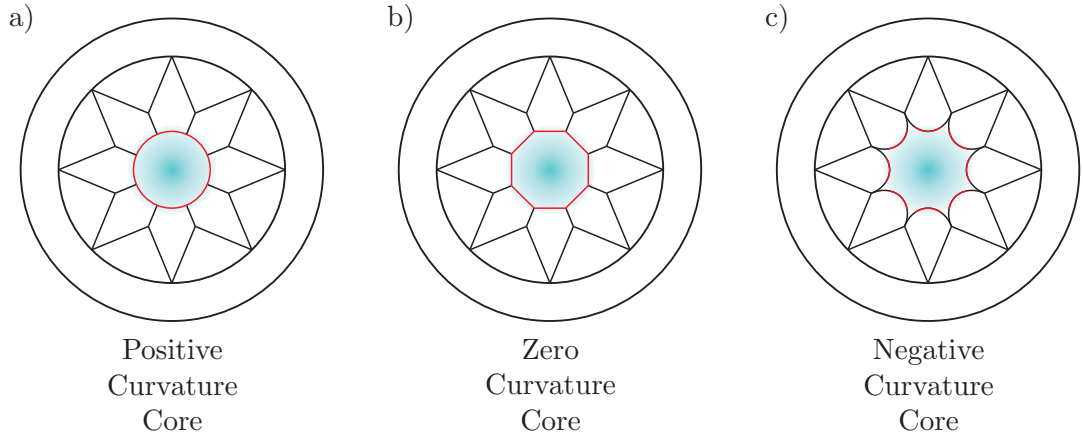 a)
b)
c)
Positive
Curvature
Core
Zero
Curvature
Core
Negative
Curvature
Core